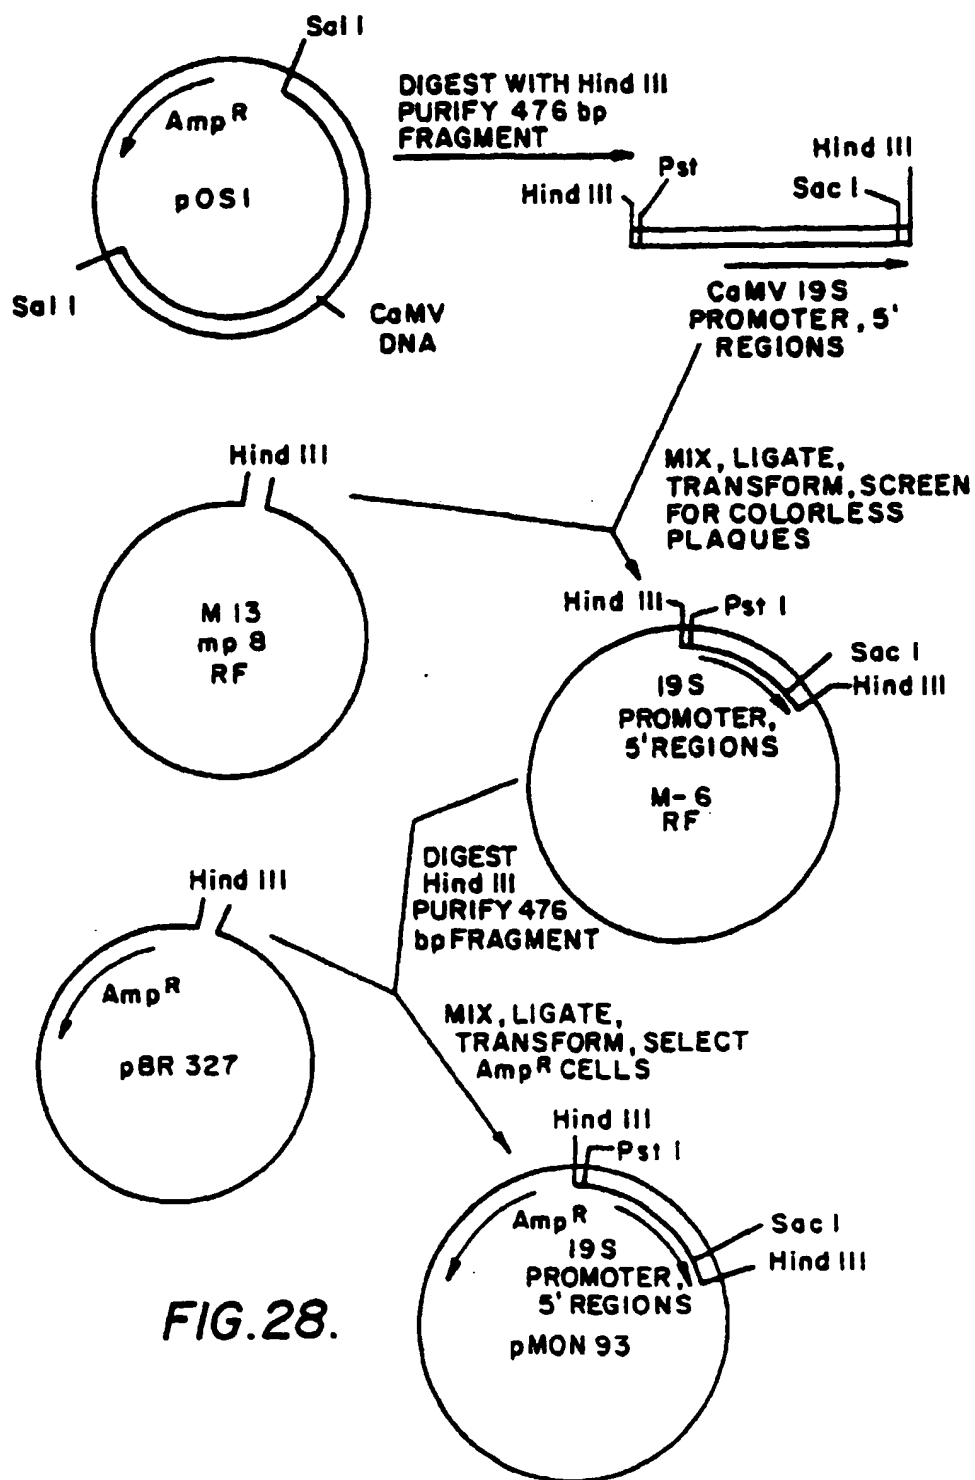 Sal I
Amp R
pOS1
Sal I
CaMV
DNA
DIGEST WITH Hind III
PURIFY 476 bp
FRAGMENT
Hind III
Pst
Sac I
Hind III
CaMV 19S
PROMOTER, 5'
REGIONS
Hind III
M 13
mp 8
RF
MIX, LIGATE,
TRANSFORM, SCREEN
FOR COLORLESS
PLAQUES
Hind III
Pst I
Sac I
Hind III
19S
PROMOTER,
5' REGIONS
M-6
RF
DIGEST
Hind III
PURIFY 476
bp FRAGMENT
Hind III
Amp R
pBR 327
MIX, LIGATE,
TRANSFORM, SELECT
Amp R CELLS
Hind III
Pst I
Amp R
Sac I
Hind III
19S
PROMOTER,
5' REGIONS
pMON 93
FIG.28.